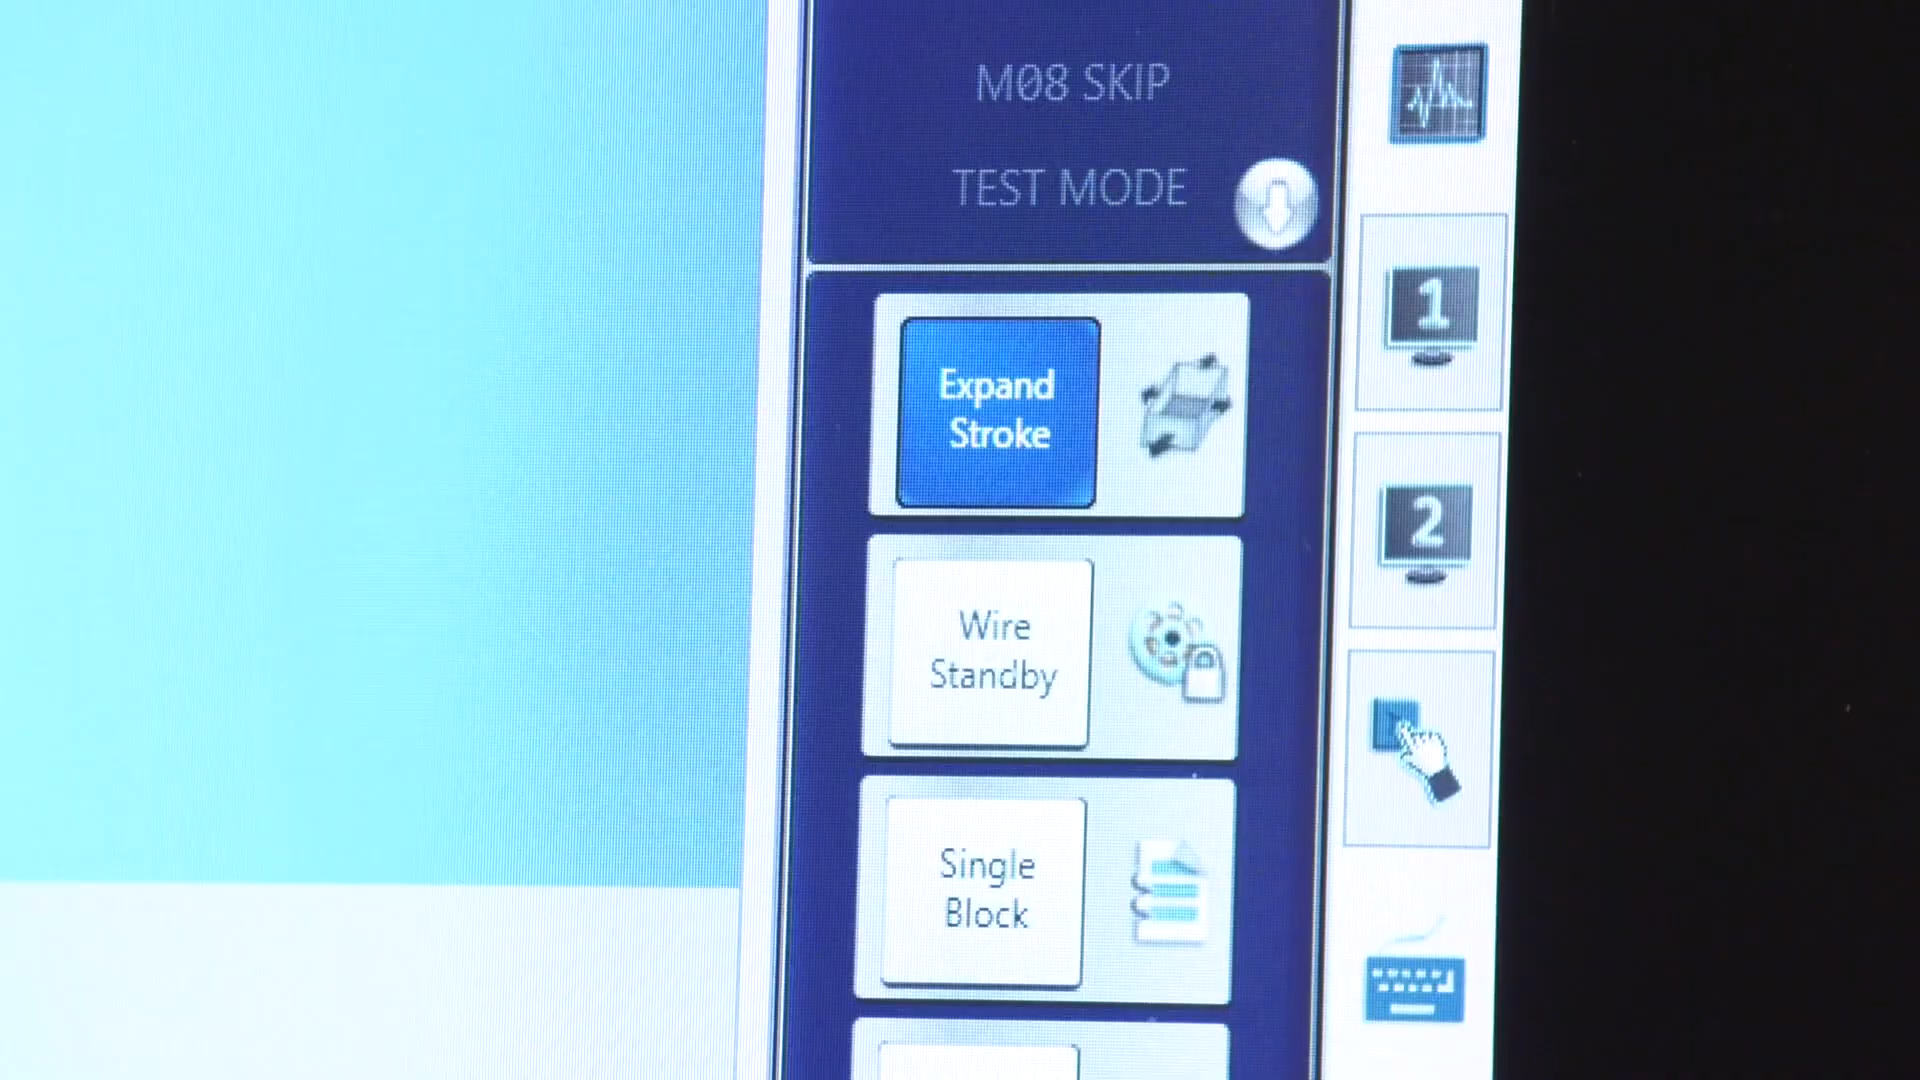 M08 SKIP
TEST MODE
Expand
Stroke
Wire
Standby
Single
Block
1
2